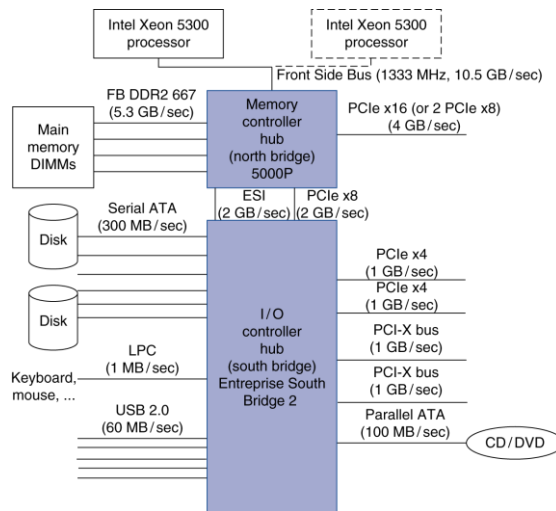 Intel Xeon 5300
processor
Intel Xeon 5300
processor
Front Side Bus (1333 MHz, 10.5 GB/sec)
FB DDR2 667
(5.3 GB/sec)
Main
memory
DIMMs
Memory
controller
hub
(north bridge)
5000P
PCIe x16 (or 2 PCIe x8)
(4 GB/sec)
ESI
(2 GB/sec)
PCIe x8
(2 GB/sec)
Serial ATA
(300 MB/sec)
Disk
Disk
LPC
(1 MB/sec)
Keyboard,
mouse, ...
USB 2.0
(60 MB/sec)
I/O
controller
hub
(south bridge)
Entreprise South
Bridge 2
PCIe x4
(1 GB/sec)
PCIe x4
(1 GB/sec)
PCI-X bus
(1 GB/sec)
PCI-X bus
(1 GB/sec)
Parallel ATA
(100 MB/sec)
CD/DVD